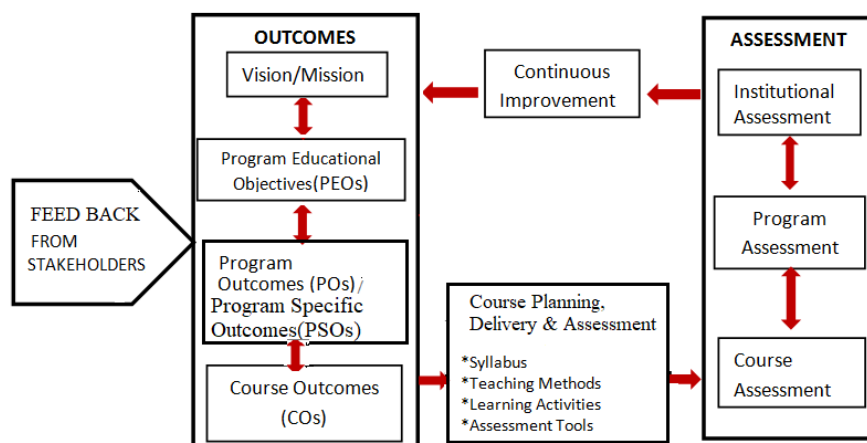 OUTCOMES
Vision/Mission
Program Educational
Objectives(PEOs)
Program
Outcomes (POs)/
Program Specific
Outcomes(PSOs)
Course Outcomes
(COs)
FEED BACK
FROM
STAKEHOLDERS
Continuous
Improvement
Course Planning,
Delivery & Assessment
*Syllabus
*Teaching Methods
*Learning Activities
*Assessment Tools
ASSESSMENT
Institutional
Assessment
Program
Assessment
Course
Assessment